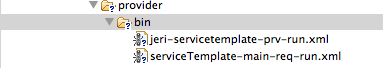 provider
bin
jeri-servicetemplate-prv-run.xml
serviceTemplate-main-req-run.xml